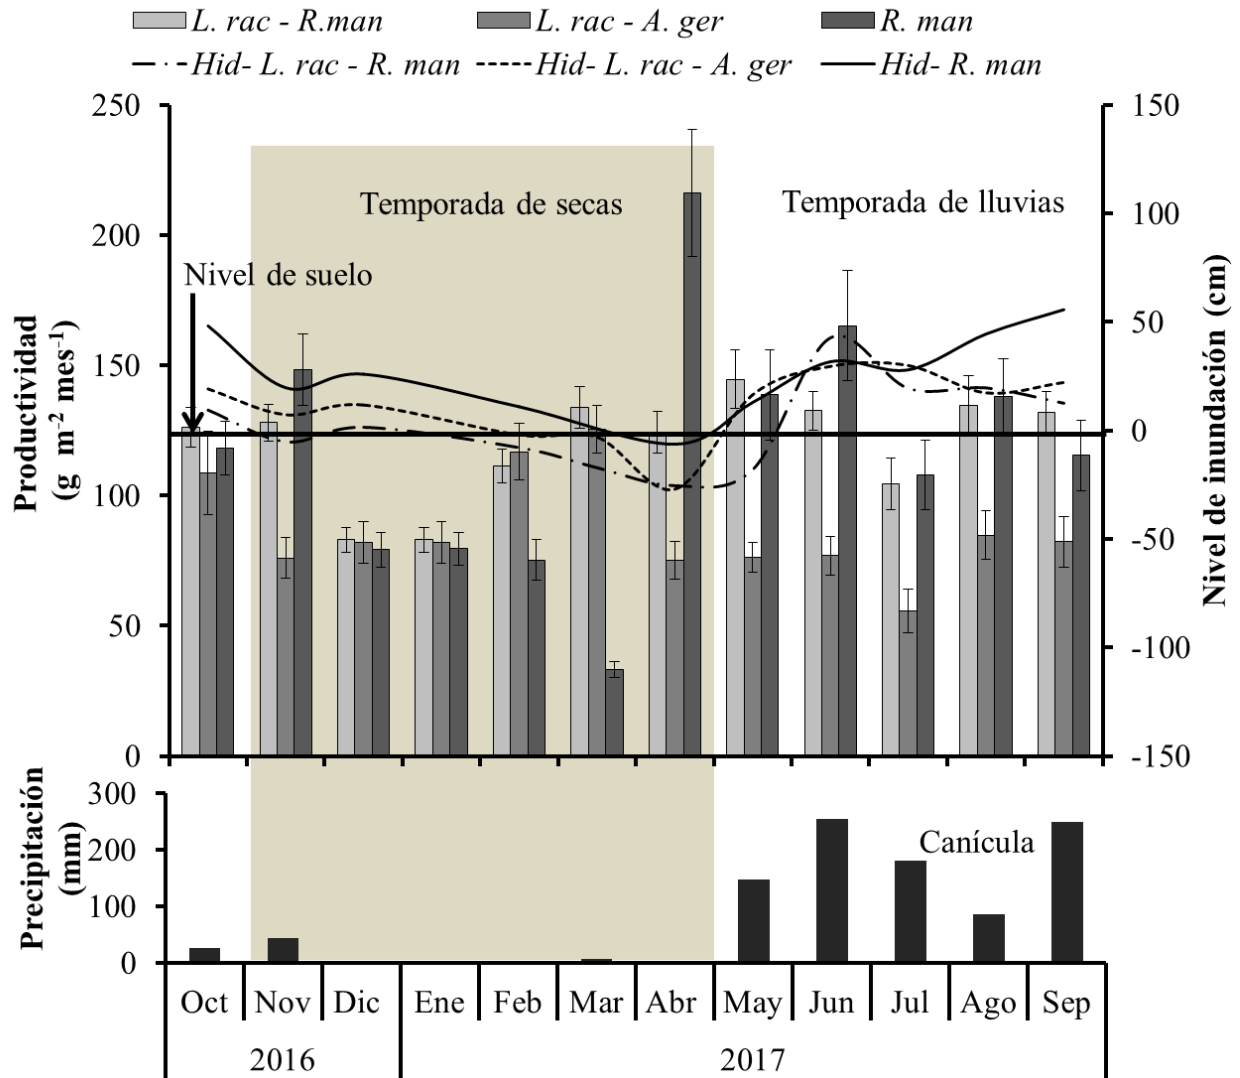 L. rac - R.man L. rac - A. ger R. man
Hid- L. rac - R. man Hid- L. rac - A. ger Hid- R. man
250
200
150
100
50
0
Productividad
(g m⁻² mes⁻¹)
150
100
50
0
-50
-100
-150
Nivel de inundación (cm)
Temporada de secas
Temporada de lluvias
Nivel de suelo
300
200
100
0
Precipitación
(mm)
Canícula
Oct Nov Dic Ene Feb Mar Abr May Jun Jul Ago Sep
2016 2017